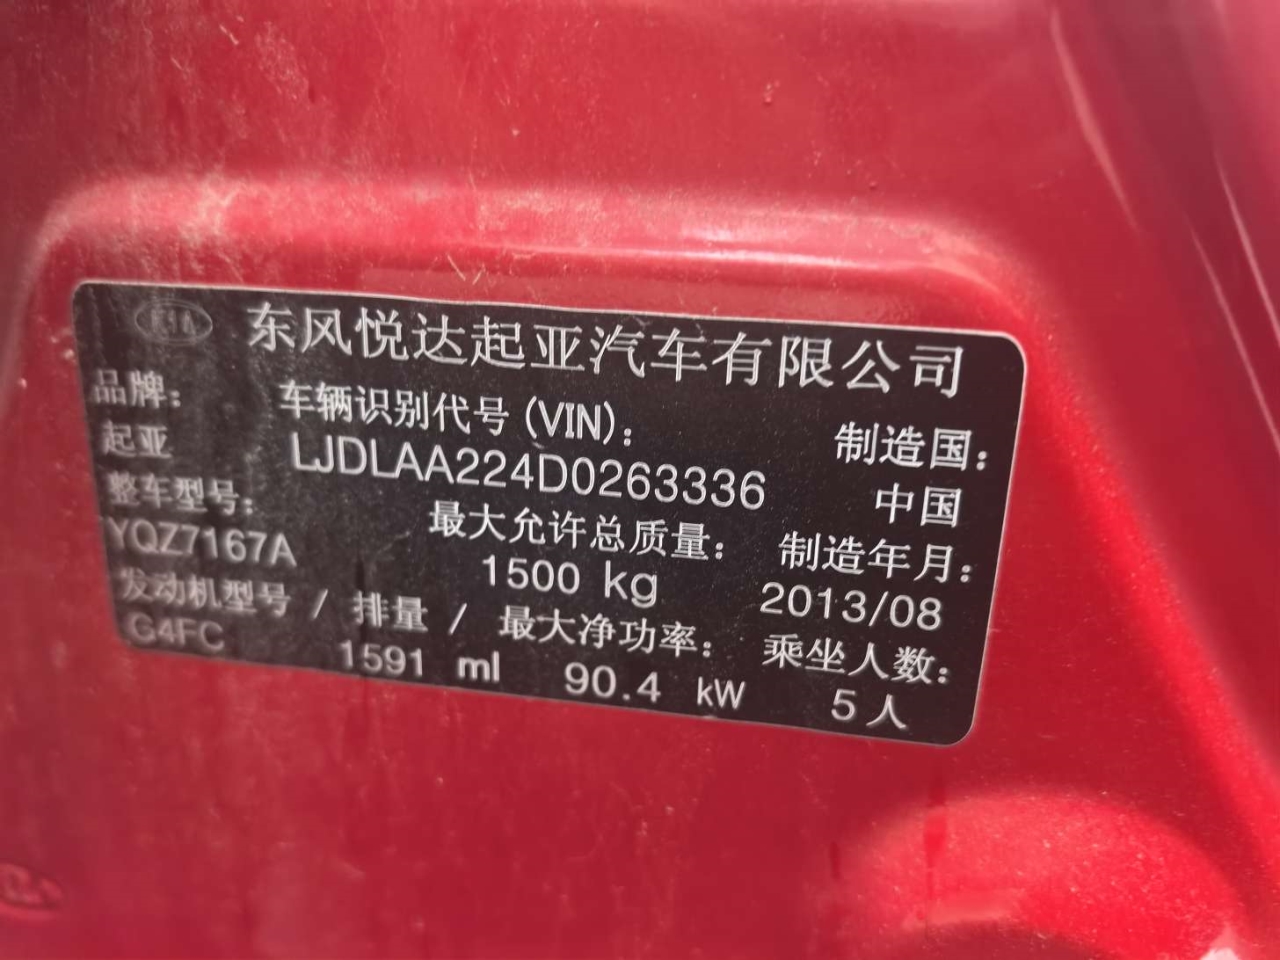 KIA 东风悦达起亚汽车有限公司
品牌： 车辆识别代号 (VIN)： 制造国：
起亚 LJDLAA224D0263336 中国
整车型号： 最大允许总质量： 制造年月：
YQZ7167A 1500 kg 2013/08
发动机型号 / 排量 / 最大净功率： 乘坐人数：
G4FC 1591 ml 90.4 kW 5人